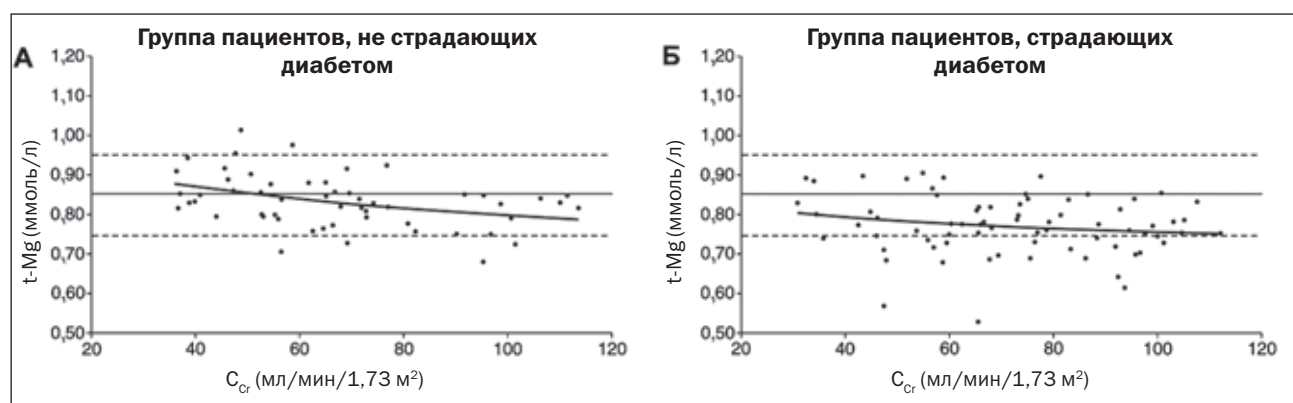 А
Группа пациентов, не страдающих
диабетом
t-Mg (ммоль/л)
1,20
1,10
1,00
0,90
0,80
0,70
0,60
0,50
20
40
60
80
100
120
C_Cr (мл/мин/1,73 м²)
Б
Группа пациентов, страдающих
диабетом
t-Mg (ммоль/л)
1,20
1,10
1,00
0,90
0,80
0,70
0,60
0,50
20
40
60
80
100
120
C_Cr (мл/мин/1,73 м²)